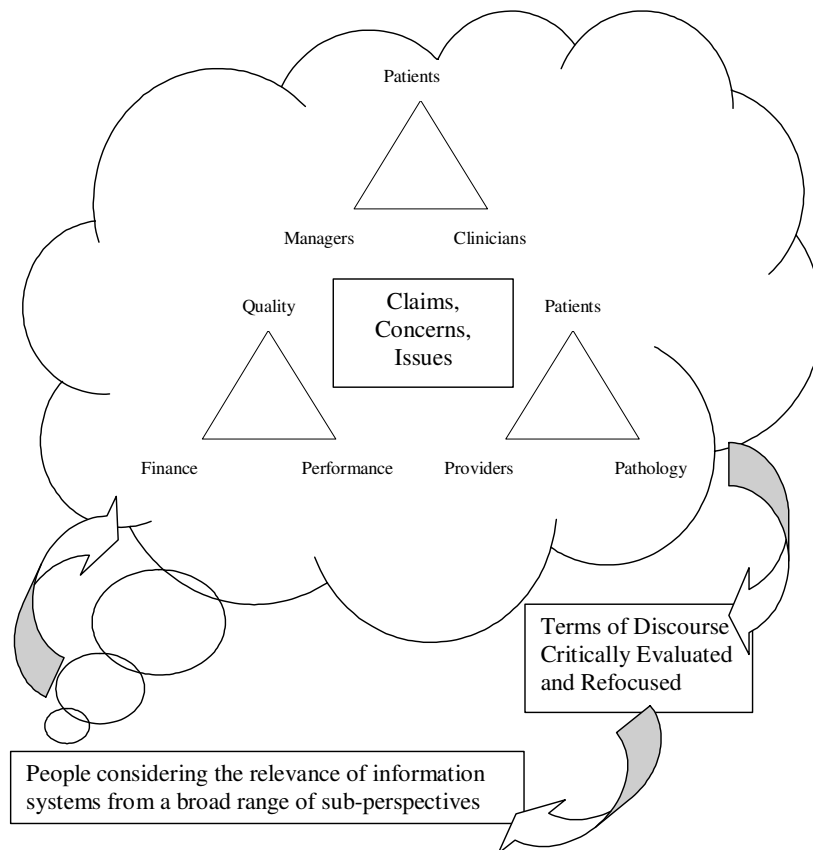 Patients
Managers
Clinicians
Quality
Claims,
Concerns,
Issues
Patients
Finance
Performance
Providers
Pathology
Terms of Discourse
Critically Evaluated
and Refocused
People considering the relevance of information
systems from a broad range of sub-perspectives